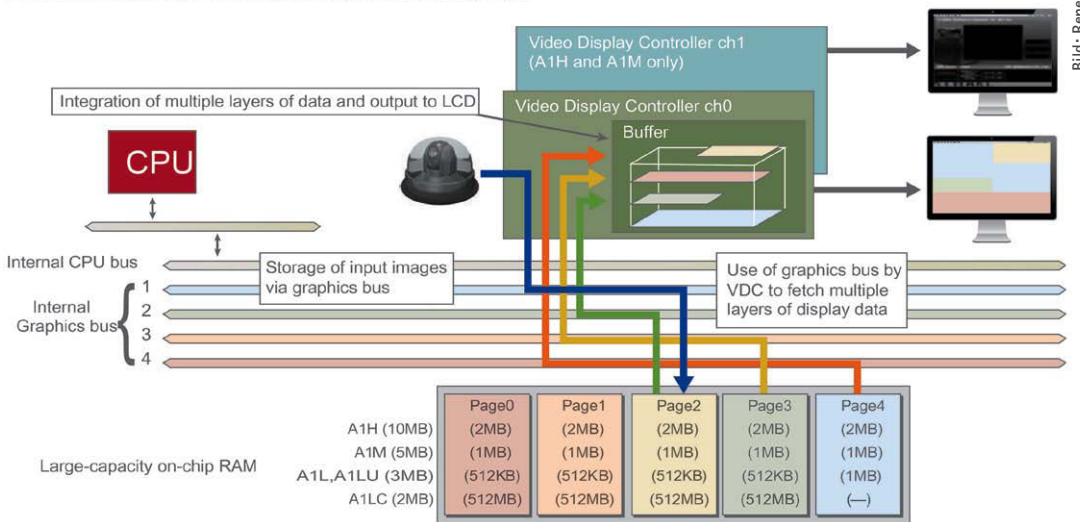 Bild: Rene
Video Display Controller ch1
(A1H and A1M only)
Integration of multiple layers of data and output to LCD
Video Display Controller ch0
Buffer
CPU
Internal CPU bus
Storage of input images
via graphics bus
Use of graphics bus by
VDC to fetch multiple
layers of display data
Internal
Graphics bus
1
2
3
4
Page0 Page1 Page2 Page3 Page4
A1H (10MB) (2MB) (2MB) (2MB) (2MB) (2MB)
A1M (5MB) (1MB) (1MB) (1MB) (1MB) (1MB)
Large-capacity on-chip RAM
A1L,A1LU (3MB) (512KB) (512KB) (512KB) (512KB) (1MB)
A1LC (2MB) (512MB) (512MB) (512MB) (512MB) (—)